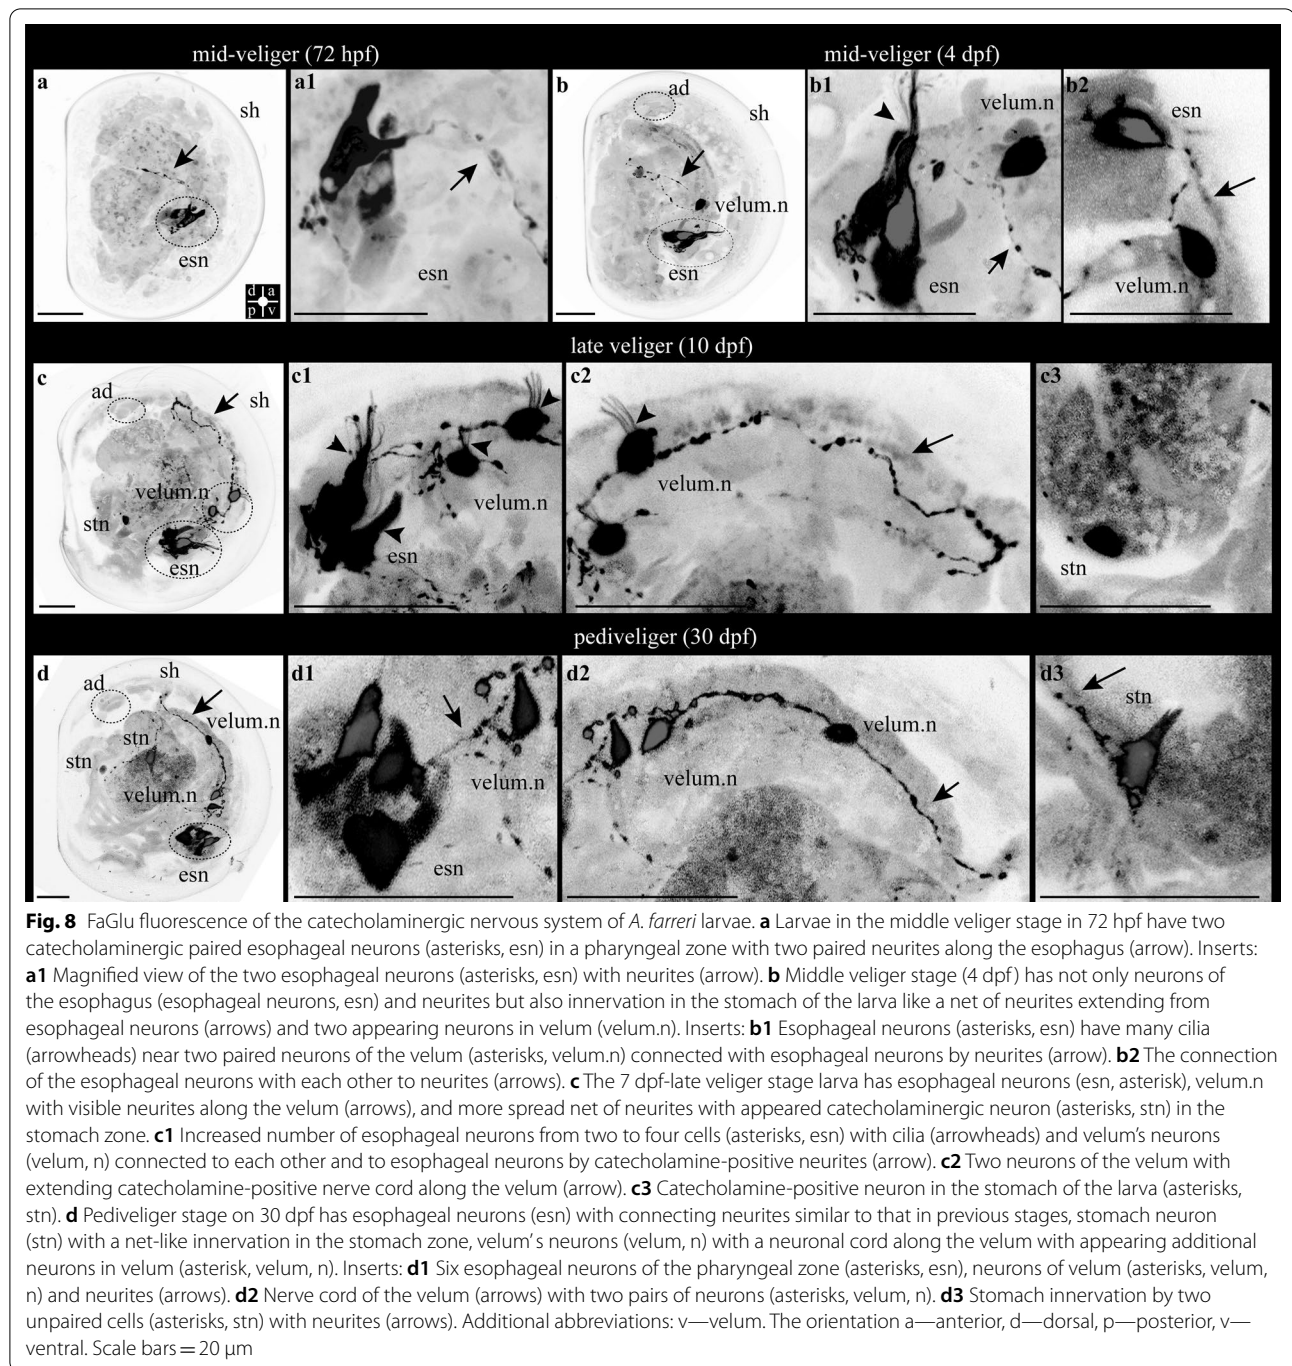 mid-veliger (72 hpf) mid-veliger (4 dpf)
a sh esn d a p v
a1 esn
b ad sh velum.n esn
b1 velum.n esn
b2 esn velum.n
late veliger (10 dpf)
c ad sh velum.n stn esn
c1 velum.n esn
c2 velum.n
c3 stn
pediveliger (30 dpf)
d sh ad velum.n stn stn velum.n esn
d1 velum.n esn
d2 velum.n velum.n
d3 stn
Fig. 8 FaGlu fluorescence of the catecholaminergic nervous system of A. farreri larvae. a Larvae in the middle veliger stage in 72 hpf have two
catecholaminergic paired esophageal neurons (asterisks, esn) in a pharyngeal zone with two paired neurites along the esophagus (arrow). Inserts:
a1 Magnified view of the two esophageal neurons (asterisks, esn) with neurites (arrow). b Middle veliger stage (4 dpf) has not only neurons of
the esophagus (esophageal neurons, esn) and neurites but also innervation in the stomach of the larva like a net of neurites extending from
esophageal neurons (arrows) and two appearing neurons in velum (velum.n). Inserts: b1 Esophageal neurons (asterisks, esn) have many cilia
(arrowheads) near two paired neurons of the velum (asterisks, velum.n) connected with esophageal neurons by neurites (arrow). b2 The connection
of the esophageal neurons with each other to neurites (arrows). c The 7 dpf-late veliger stage larva has esophageal neurons (esn, asterisk), velum.n
with visible neurites along the velum (arrows), and more spread net of neurites with appeared catecholaminergic neuron (asterisks, stn) in the
stomach zone. c1 Increased number of esophageal neurons from two to four cells (asterisks, esn) with cilia (arrowheads) and velum's neurons
(velum, n) connected to each other and to esophageal neurons by catecholamine-positive neurites (arrow). c2 Two neurons of the velum with
extending catecholamine-positive nerve cord along the velum (arrow). c3 Catecholamine-positive neuron in the stomach of the larva (asterisks,
stn). d Pediveliger stage on 30 dpf has esophageal neurons (esn) with connecting neurites similar to that in previous stages, stomach neuron
(stn) with a net-like innervation in the stomach zone, velum's neurons (velum, n) with a neuronal cord along the velum with appearing additional
neurons in velum (asterisk, velum, n). Inserts: d1 Six esophageal neurons of the pharyngeal zone (asterisks, esn), neurons of velum (asterisks, velum,
n) and neurites (arrows). d2 Nerve cord of the velum (arrows) with two pairs of neurons (asterisks, velum, n). d3 Stomach innervation by two
unpaired cells (asterisks, stn) with neurites (arrows). Additional abbreviations: v—velum. The orientation a—anterior, d—dorsal, p—posterior, v—
ventral. Scale bars = 20 μm